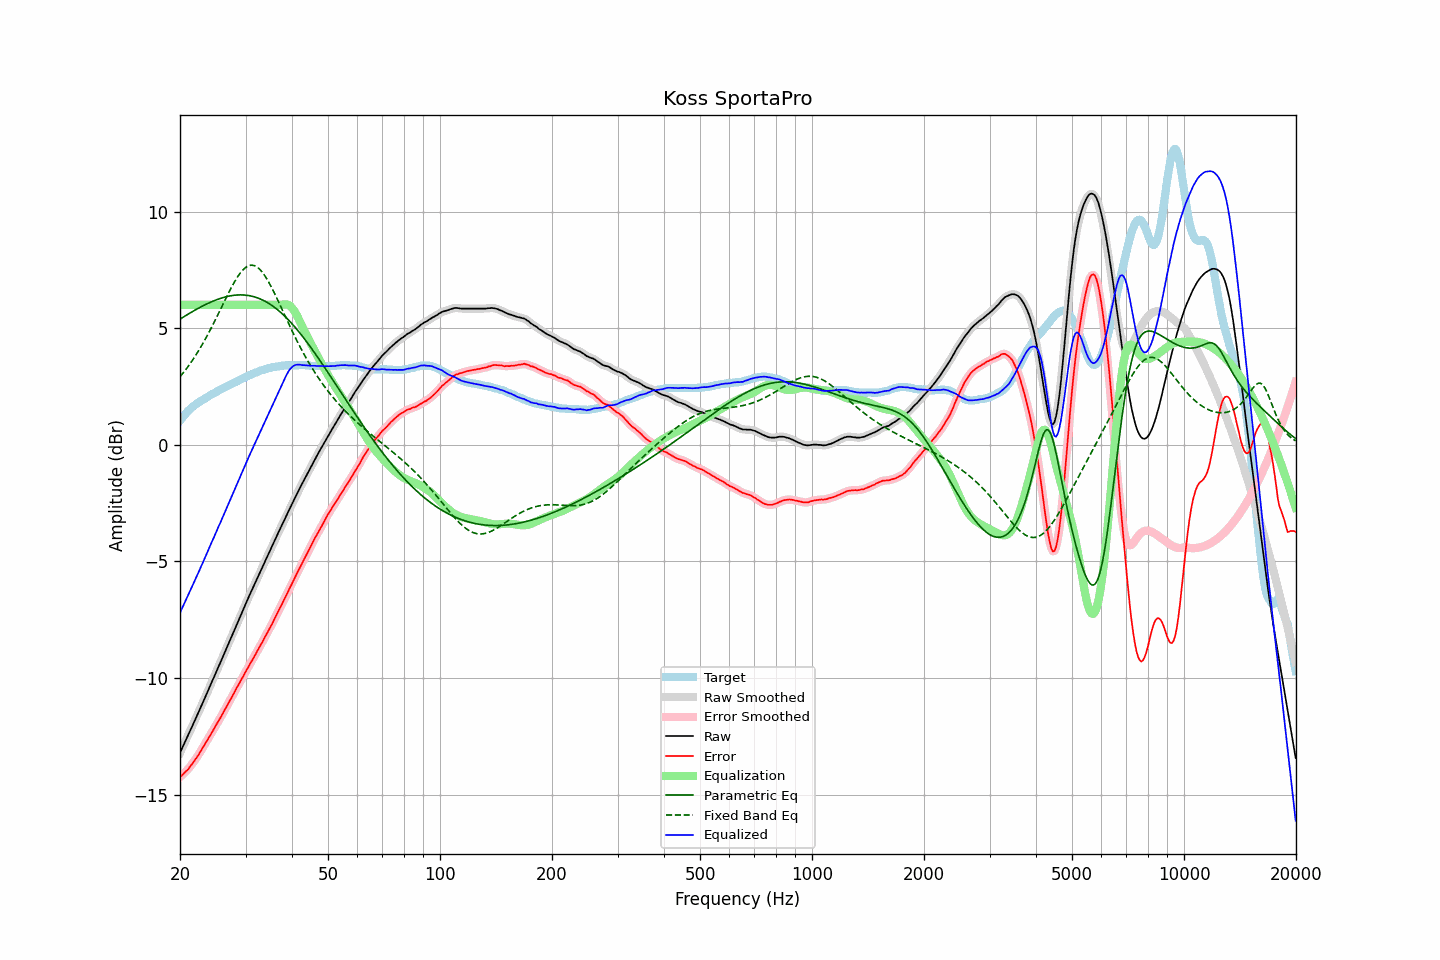 Koss SportaPro
Amplitude (dBr)
10
5
0
−5
−10
−15
Target
Raw Smoothed
Error Smoothed
Raw
Error
Equalization
Parametric Eq
Fixed Band Eq
Equalized
20 50 100 200 500 1000 2000 5000 10000 20000
Frequency (Hz)